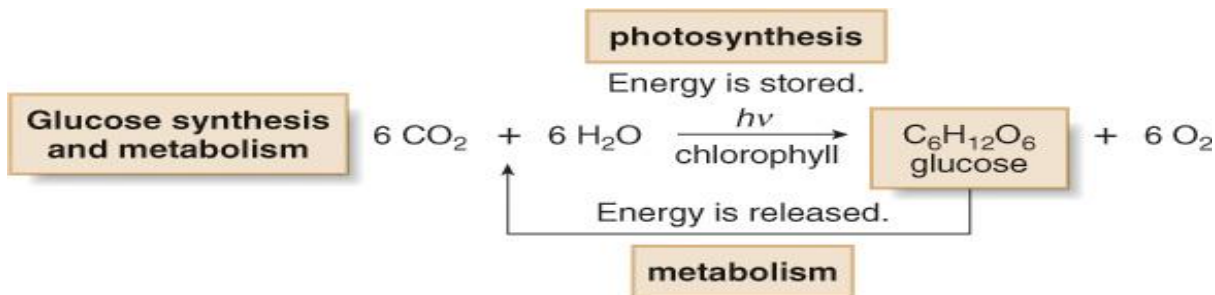 photosynthesis
Energy is stored.
Glucose synthesis
and metabolism
6 CO₂ + 6 H₂O
hν
chlorophyll
C₆H₁₂O₆
glucose
+ 6 O₂
Energy is released.
metabolism